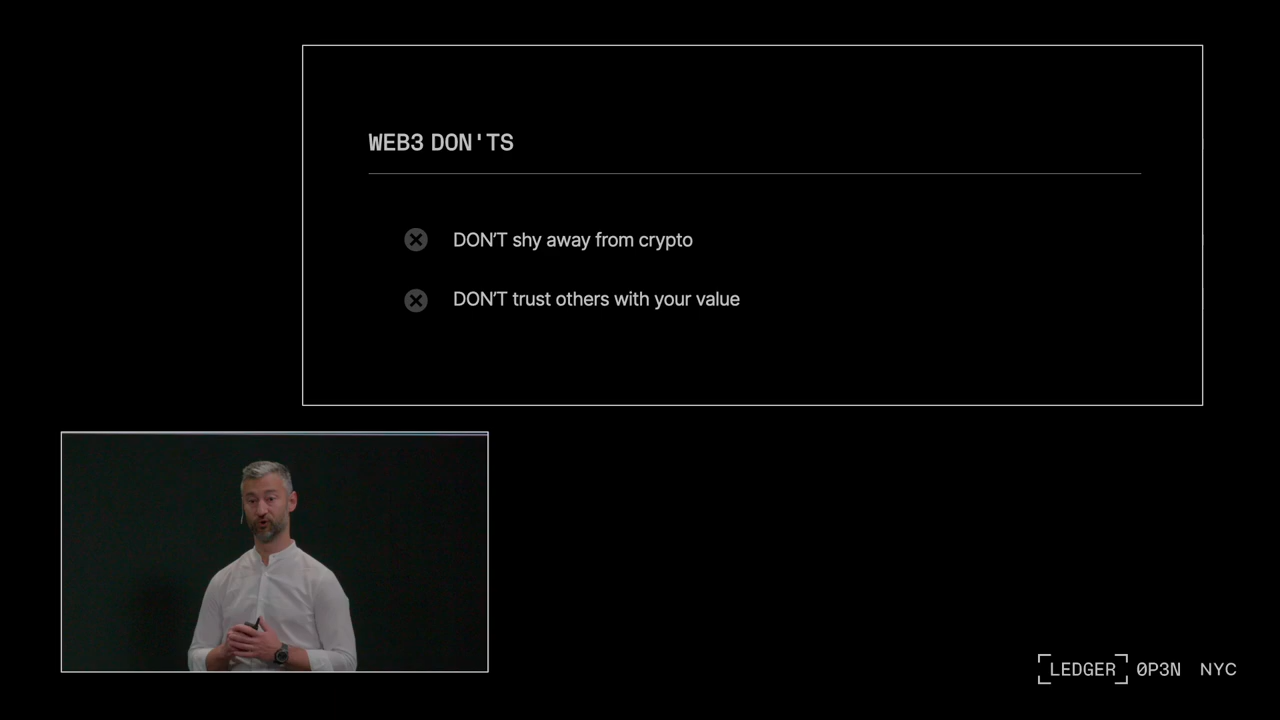 WEB3 DON'TS
DON’T shy away from crypto
DON’T trust others with your value
LEDGER 0P3N NYC